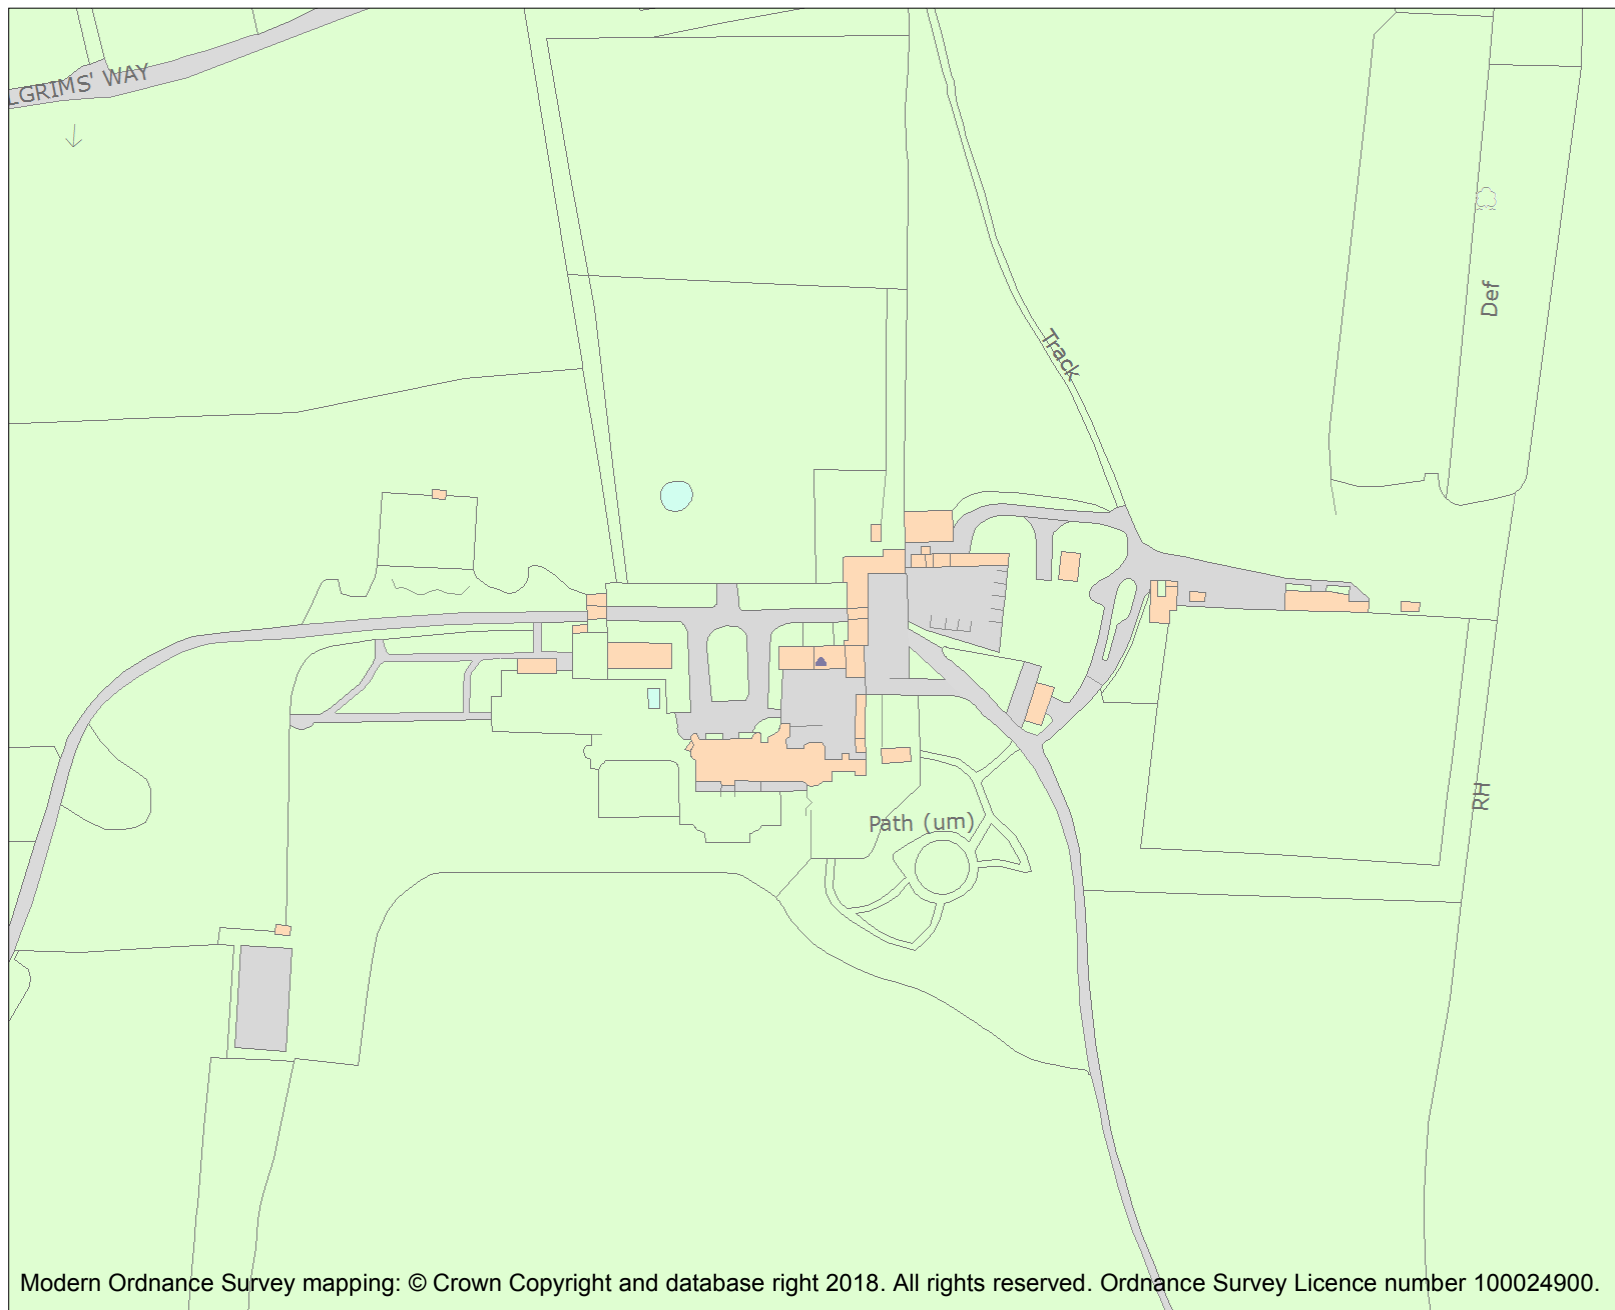 LGRIMS' WAY
Def
Track
RH
Path (um)
Modern Ordnance Survey mapping: © Crown Copyright and database right 2018. All rights reserved. Ordnance Survey Licence number 100024900.